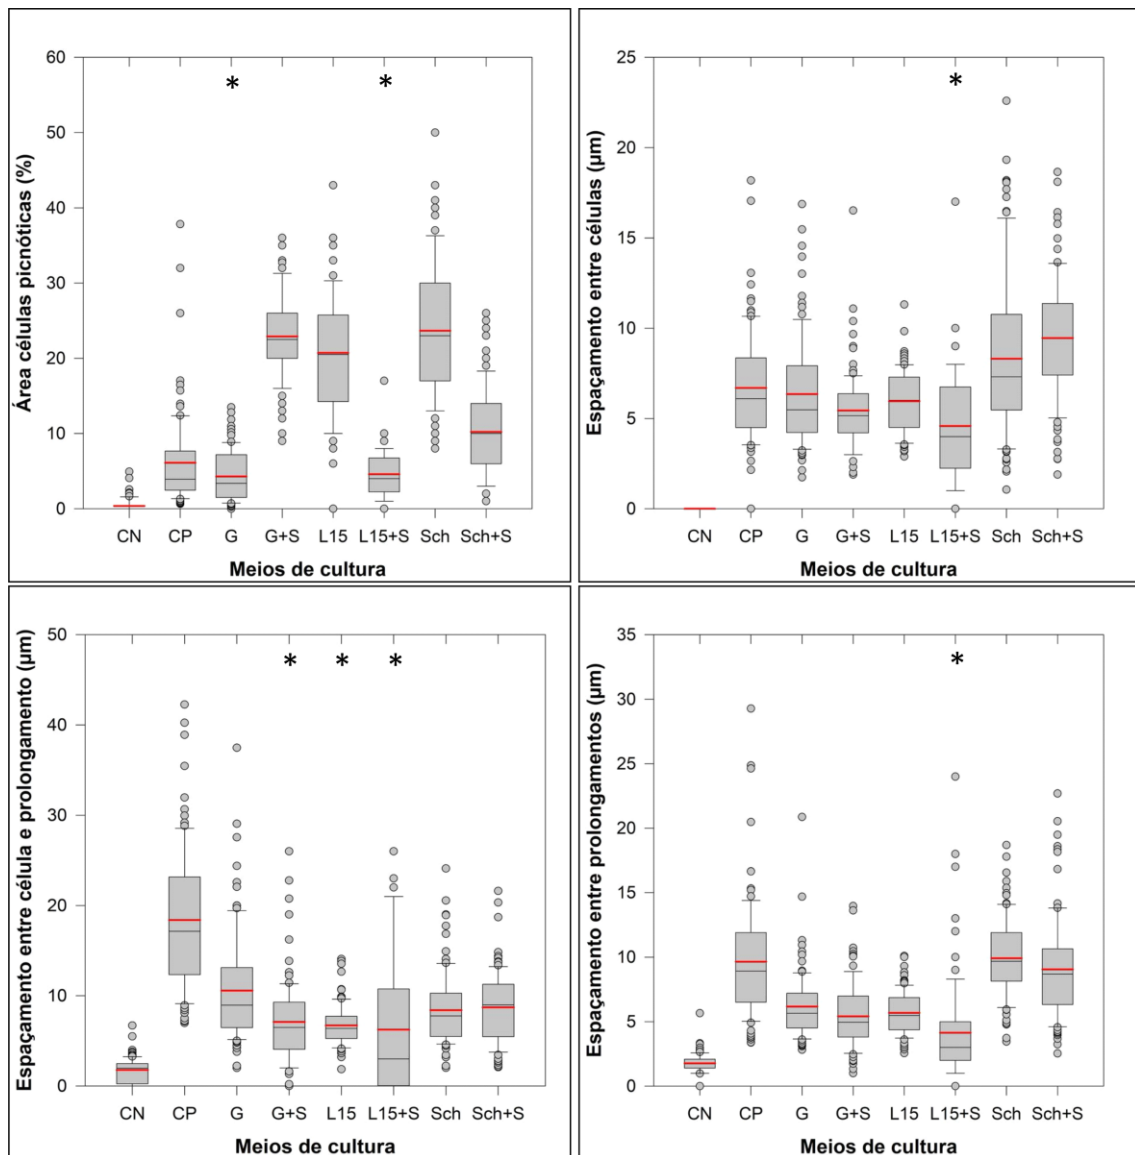 60
50
40
30
20
10
0
Área células picnóticas (%)
* *
CN CP G G+S L15 L15+S Sch Sch+S
Meios de cultura
25
20
15
10
5
0
Espaçamento entre células (µm)
*
CN CP G G+S L15 L15+S Sch Sch+S
Meios de cultura
50
40
30
20
10
0
Espaçamento entre célula e prolongamento (µm)
* * *
CN CP G G+S L15 L15+S Sch Sch+S
Meios de cultura
35
30
25
20
15
10
5
0
Espaçamento entre prolongamentos (µm)
*
CN CP G G+S L15 L15+S Sch Sch+S
Meios de cultura